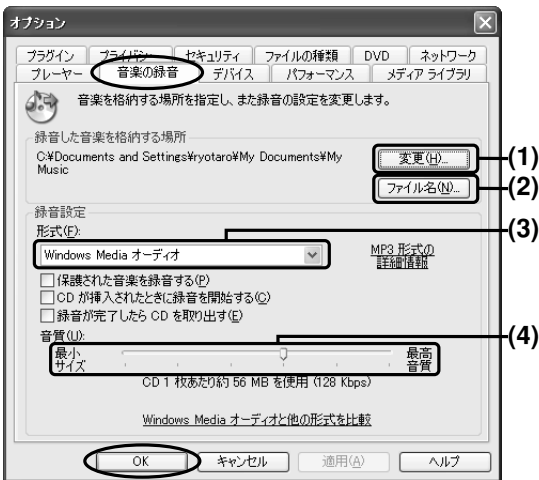 オプション
プラグイン プライバシー セキュリティ ファイルの種類 DVD ネットワーク
プレーヤー 音楽の録音 デバイス パフォーマンス メディア ライブラリ
音楽を格納する場所を指定し、また録音の設定を変更します。
録音した音楽を格納する場所
C:¥Documents and Settings¥ryotaro¥My Documents¥My
Music
変更(H)...
(1)
ファイル名(N)...
(2)
録音設定
形式(F):
(3)
Windows Media オーディオ
MP3 形式の
詳細情報
保護された音楽を録音する(P)
CD が挿入されたときに録音を開始する(C)
録音が完了したら CD を取り出す(E)
音質(U):
(4)
最小
サイズ
最高
音質
CD 1 枚あたり約 56 MB を使用 (128 Kbps)
Windows Media オーディオと他の形式を比較
OK キャンセル 適用(A) ヘルプ